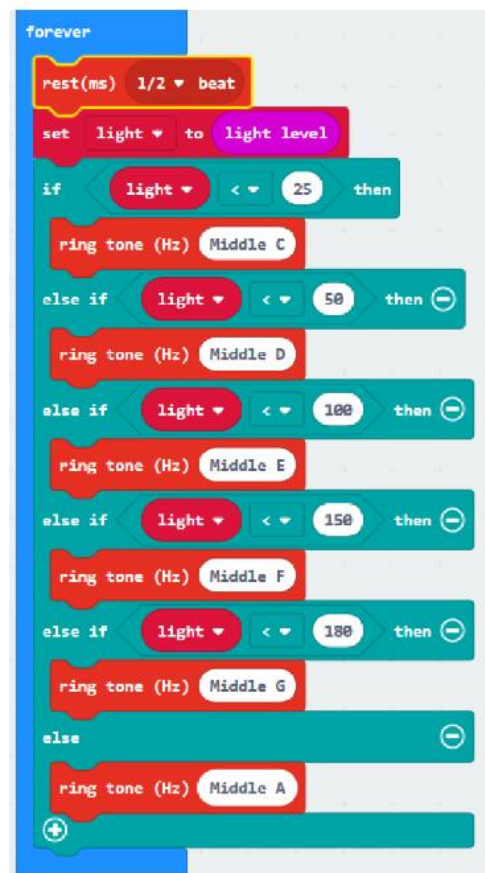 forever
rest(ms) 1/2 beat
set light to light level
if light < 25 then
ring tone (Hz) Middle C
else if light < 50 then
ring tone (Hz) Middle D
else if light < 100 then
ring tone (Hz) Middle E
else if light < 150 then
ring tone (Hz) Middle F
else if light < 180 then
ring tone (Hz) Middle G
else
ring tone (Hz) Middle A